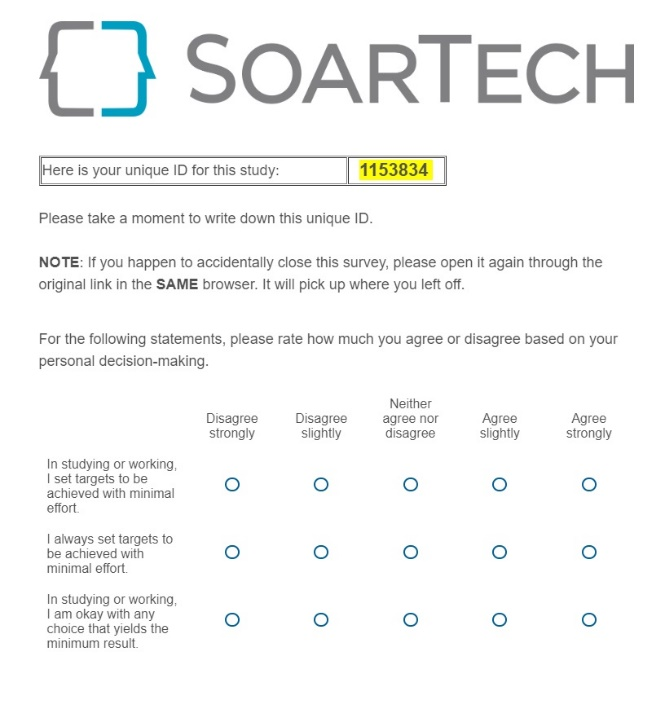 SOARTECH
Here is your unique ID for this study:
1153834
Please take a moment to write down this unique ID.
NOTE: If you happen to accidentally close this survey, please open it again through the
original link in the SAME browser. It will pick up where you left off.
For the following statements, please rate how much you agree or disagree based on your
personal decision-making.
Disagree
strongly
Disagree
slightly
Neither
agree nor
disagree
Agree
slightly
Agree
strongly
In studying or working,
I set targets to be
achieved with minimal
effort.
I always set targets to
be achieved with
minimal effort.
In studying or working,
I am okay with any
choice that yields the
minimum result.